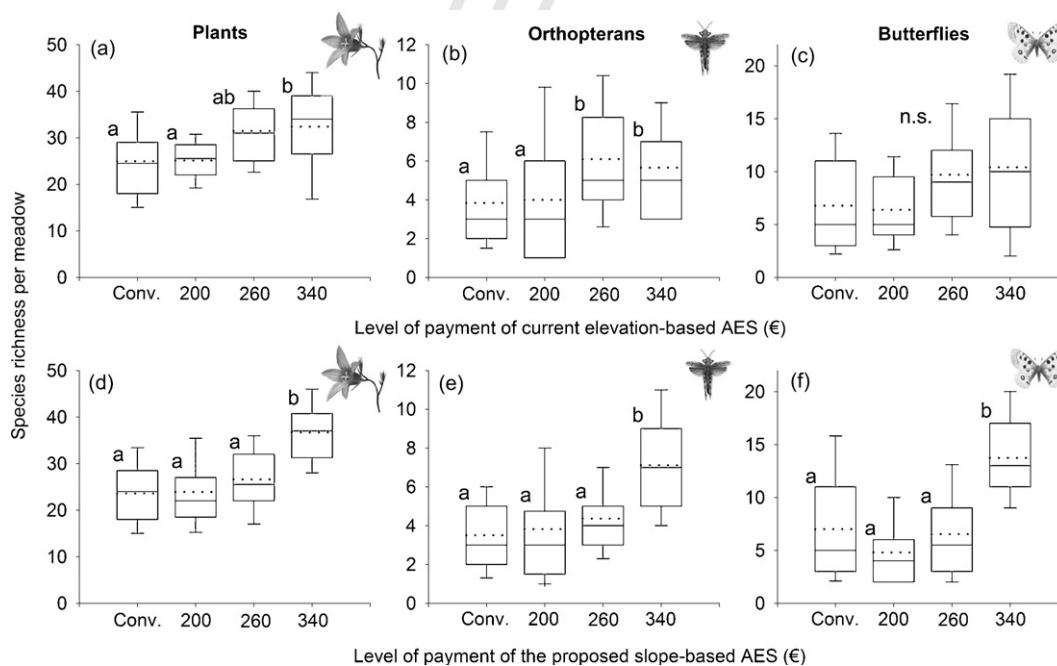 Plants Orthopterans Butterflies
(a) (b) (c)
50 40 30 20 10 0
a a ab b
12 10 8 6 4 2 0
a a b b
20 15 10 5 0
n.s.
Conv. 200 260 340 Conv. 200 260 340 Conv. 200 260 340
Level of payment of current elevation-based AES (€)
Species richness per meadow
(d) (e) (f)
50 40 30 20 10 0
a a a b
12 10 8 6 4 2 0
a a a b
20 15 10 5 0
a a a b
Conv. 200 260 340 Conv. 200 260 340 Conv. 200 260 340
Level of payment of the proposed slope-based AES (€)